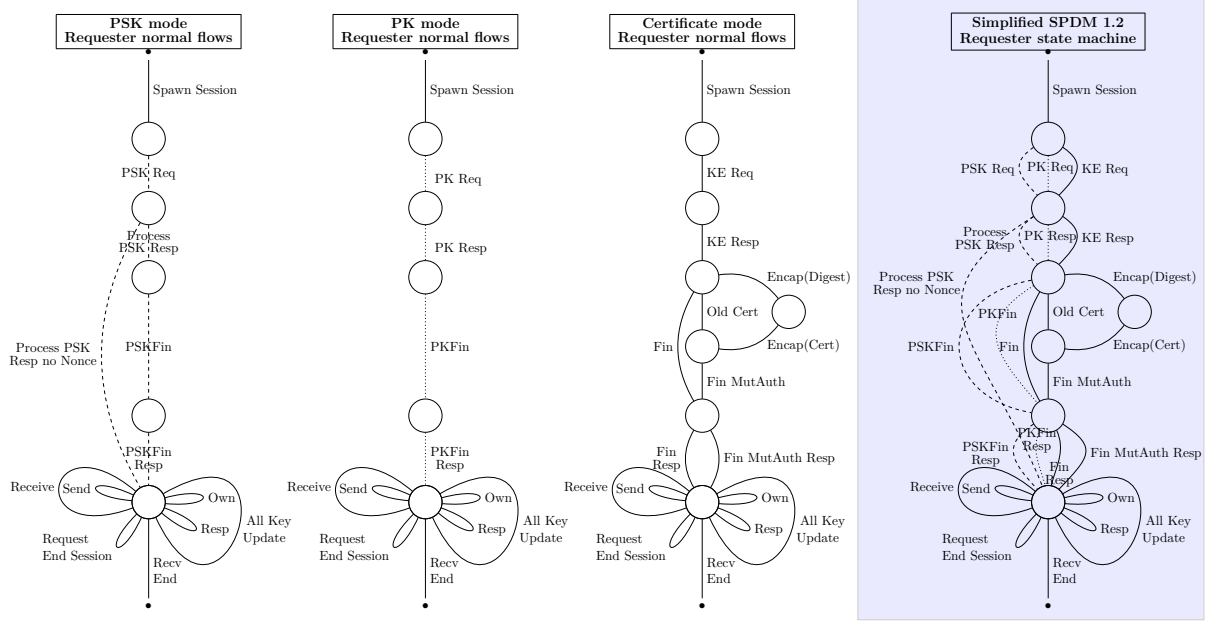 PSK mode
Requester normal flows
Spawn Session
PSK Req
Process
PSK Resp
Process PSK
Resp no Nonce
PSKFin
PSKFin
Resp
Receive
Send
Own
Resp
Request
End Session
All Key
Update
Recv
End
PK mode
Requester normal flows
Spawn Session
PK Req
PK Resp
PKFin
PKFin
Resp
Receive
Send
Own
Resp
Request
End Session
All Key
Update
Recv
End
Certificate mode
Requester normal flows
Spawn Session
KE Req
KE Resp
Encap(Digest)
Old Cert
Fin
Encap(Cert)
Fin MutAuth
Fin
Resp
Fin MutAuth Resp
Receive
Send
Own
Resp
Request
End Session
All Key
Update
Recv
End
Simplified SPDM 1.2
Requester state machine
Spawn Session
PSK Req
PK Req
KE Req
Process
PSK Resp
PK Resp
KE Resp
Process PSK
Resp no Nonce
Encap(Digest)
Old Cert
PKFin
PSKFin
Fin
Encap(Cert)
Fin MutAuth
PKFin
Resp
PSKFin
Resp
Fin
Resp
Fin MutAuth Resp
Receive
Send
Own
Resp
Request
End Session
All Key
Update
Recv
End